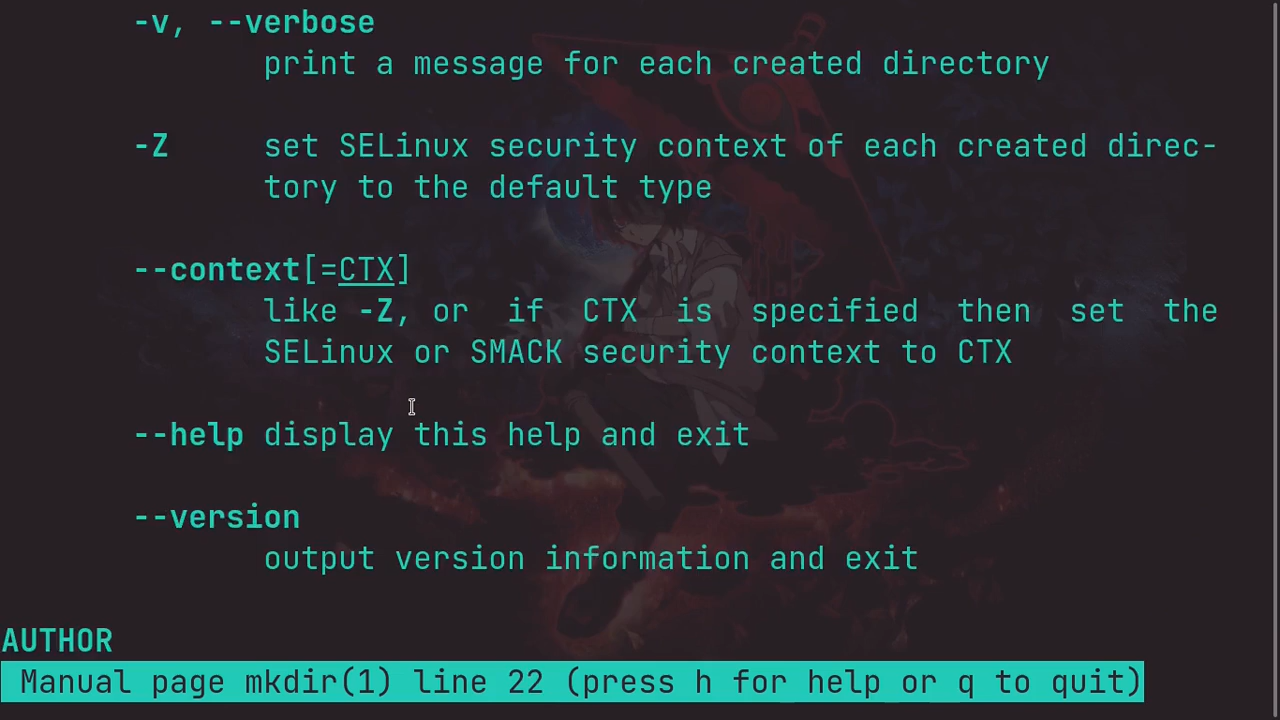 -v, --verbose
print a message for each created directory
-Z set SELinux security context of each created direc-
tory to the default type
--context[=CTX]
like -Z, or if CTX is specified then set the
SELinux or SMACK security context to CTX
--help display this help and exit
--version
output version information and exit
AUTHOR
Manual page mkdir(1) line 22 (press h for help or q to quit)